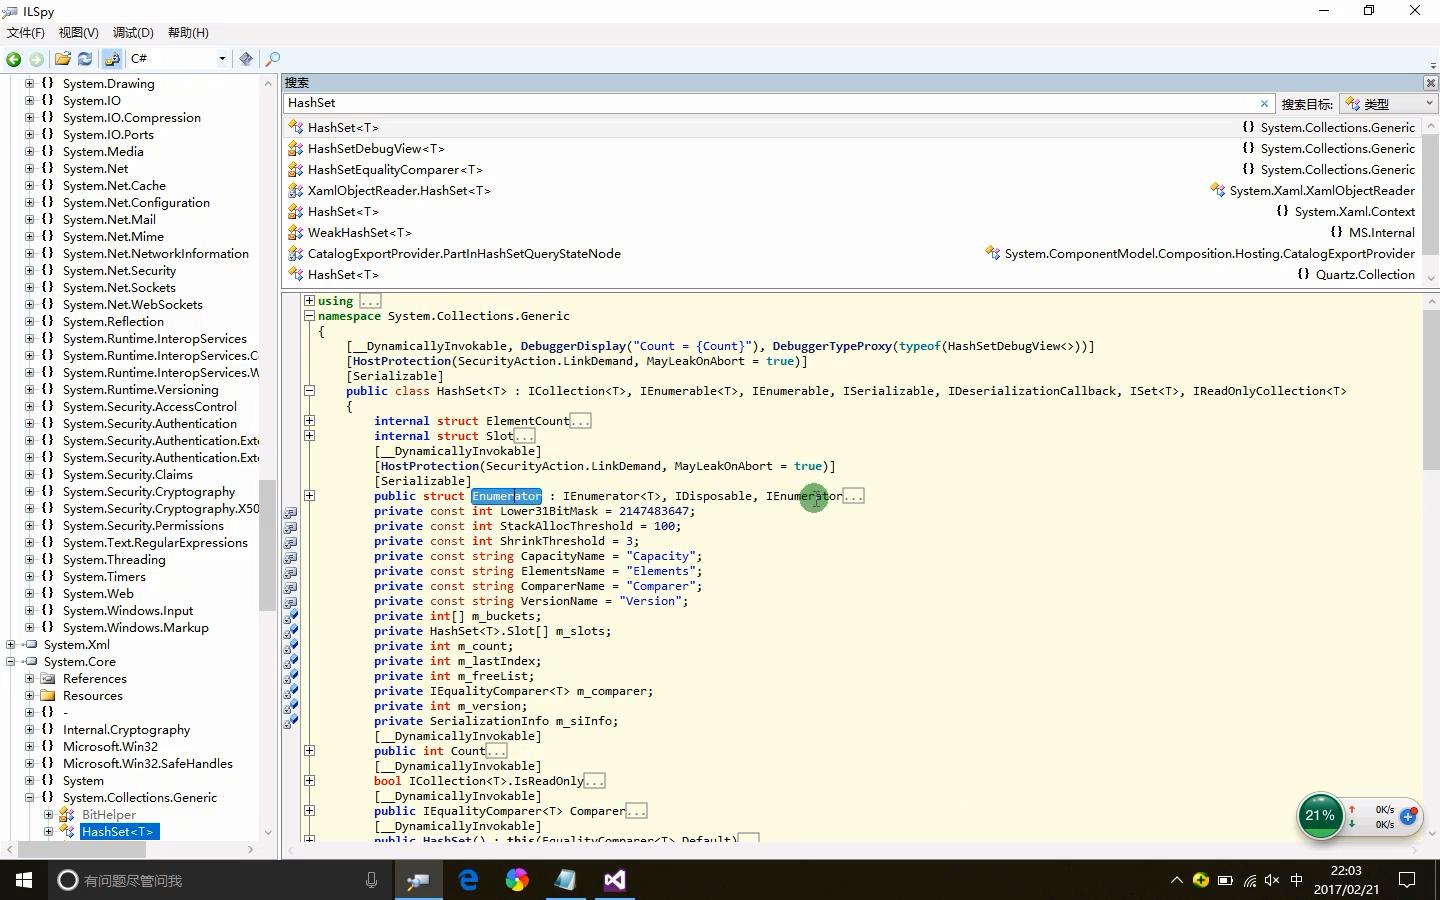 ILSpy
文件(F) 视图(V) 调试(D) 帮助(H)
C#
System.Drawing
System.IO
System.IO.Compression
System.IO.Ports
System.Media
System.Net
System.Net.Cache
System.Net.Configuration
System.Net.Mail
System.Net.Mime
System.Net.NetworkInformation
System.Net.Security
System.Net.Sockets
System.Net.WebSockets
System.Reflection
System.Runtime.InteropServices
System.Runtime.InteropServices.C
System.Runtime.InteropServices.W
System.Runtime.Versioning
System.Security.AccessControl
System.Security.Authentication
System.Security.Authentication.Exte
System.Security.Authentication.Exte
System.Security.Claims
System.Security.Cryptography
System.Security.Cryptography.X50
System.Security.Permissions
System.Text.RegularExpressions
System.Threading
System.Timers
System.Web
System.Windows.Input
System.Windows.Markup
System.Xml
System.Core
References
Resources
-
Internal.Cryptography
Microsoft.Win32
Microsoft.Win32.SafeHandles
System
System.Collections.Generic
BitHelper
HashSet<T>
搜索
HashSet
搜索目标: 类型
HashSet<T> System.Collections.Generic
HashSetDebugView<T> System.Collections.Generic
HashSetEqualityComparer<T> System.Collections.Generic
XamlObjectReader.HashSet<T> System.Xaml.XamlObjectReader
HashSet<T> System.Xaml.Context
WeakHashSet<T> MS.Internal
CatalogExportProvider.PartInHashSetQueryStateNode System.ComponentModel.Composition.Hosting.CatalogExportProvider
HashSet<T> Quartz.Collection
using ...
namespace System.Collections.Generic
{
[__DynamicallyInvokable, DebuggerDisplay("Count = {Count}"), DebuggerTypeProxy(typeof(HashSetDebugView<>))]
[HostProtection(SecurityAction.LinkDemand, MayLeakOnAbort = true)]
[Serializable]
public class HashSet<T> : ICollection<T>, IEnumerable<T>, IEnumerable, ISerializable, IDeserializationCallback, ISet<T>, IReadOnlyCollection<T>
{
internal struct ElementCount...
internal struct Slot...
[__DynamicallyInvokable]
[HostProtection(SecurityAction.LinkDemand, MayLeakOnAbort = true)]
[Serializable]
public struct Enumerator : IEnumerator<T>, IDisposable, IEnumerator...
private const int Lower31BitMask = 2147483647;
private const int StackAllocThreshold = 100;
private const int ShrinkThreshold = 3;
private const string CapacityName = "Capacity";
private const string ElementsName = "Elements";
private const string ComparerName = "Comparer";
private const string VersionName = "Version";
private int[] m_buckets;
private HashSet<T>.Slot[] m_slots;
private int m_count;
private int m_lastIndex;
private int m_freeList;
private IEqualityComparer<T> m_comparer;
private int m_version;
private SerializationInfo m_siInfo;
[__DynamicallyInvokable]
public int Count...
[__DynamicallyInvokable]
bool ICollection<T>.IsReadOnly...
[__DynamicallyInvokable]
public IEqualityComparer<T> Comparer...
[__DynamicallyInvokable]
public HashSet() : this(EqualityComparer<T>.Default)...
21%
0K/s
0K/s
有问题尽管问我
中
22:03
2017/02/21